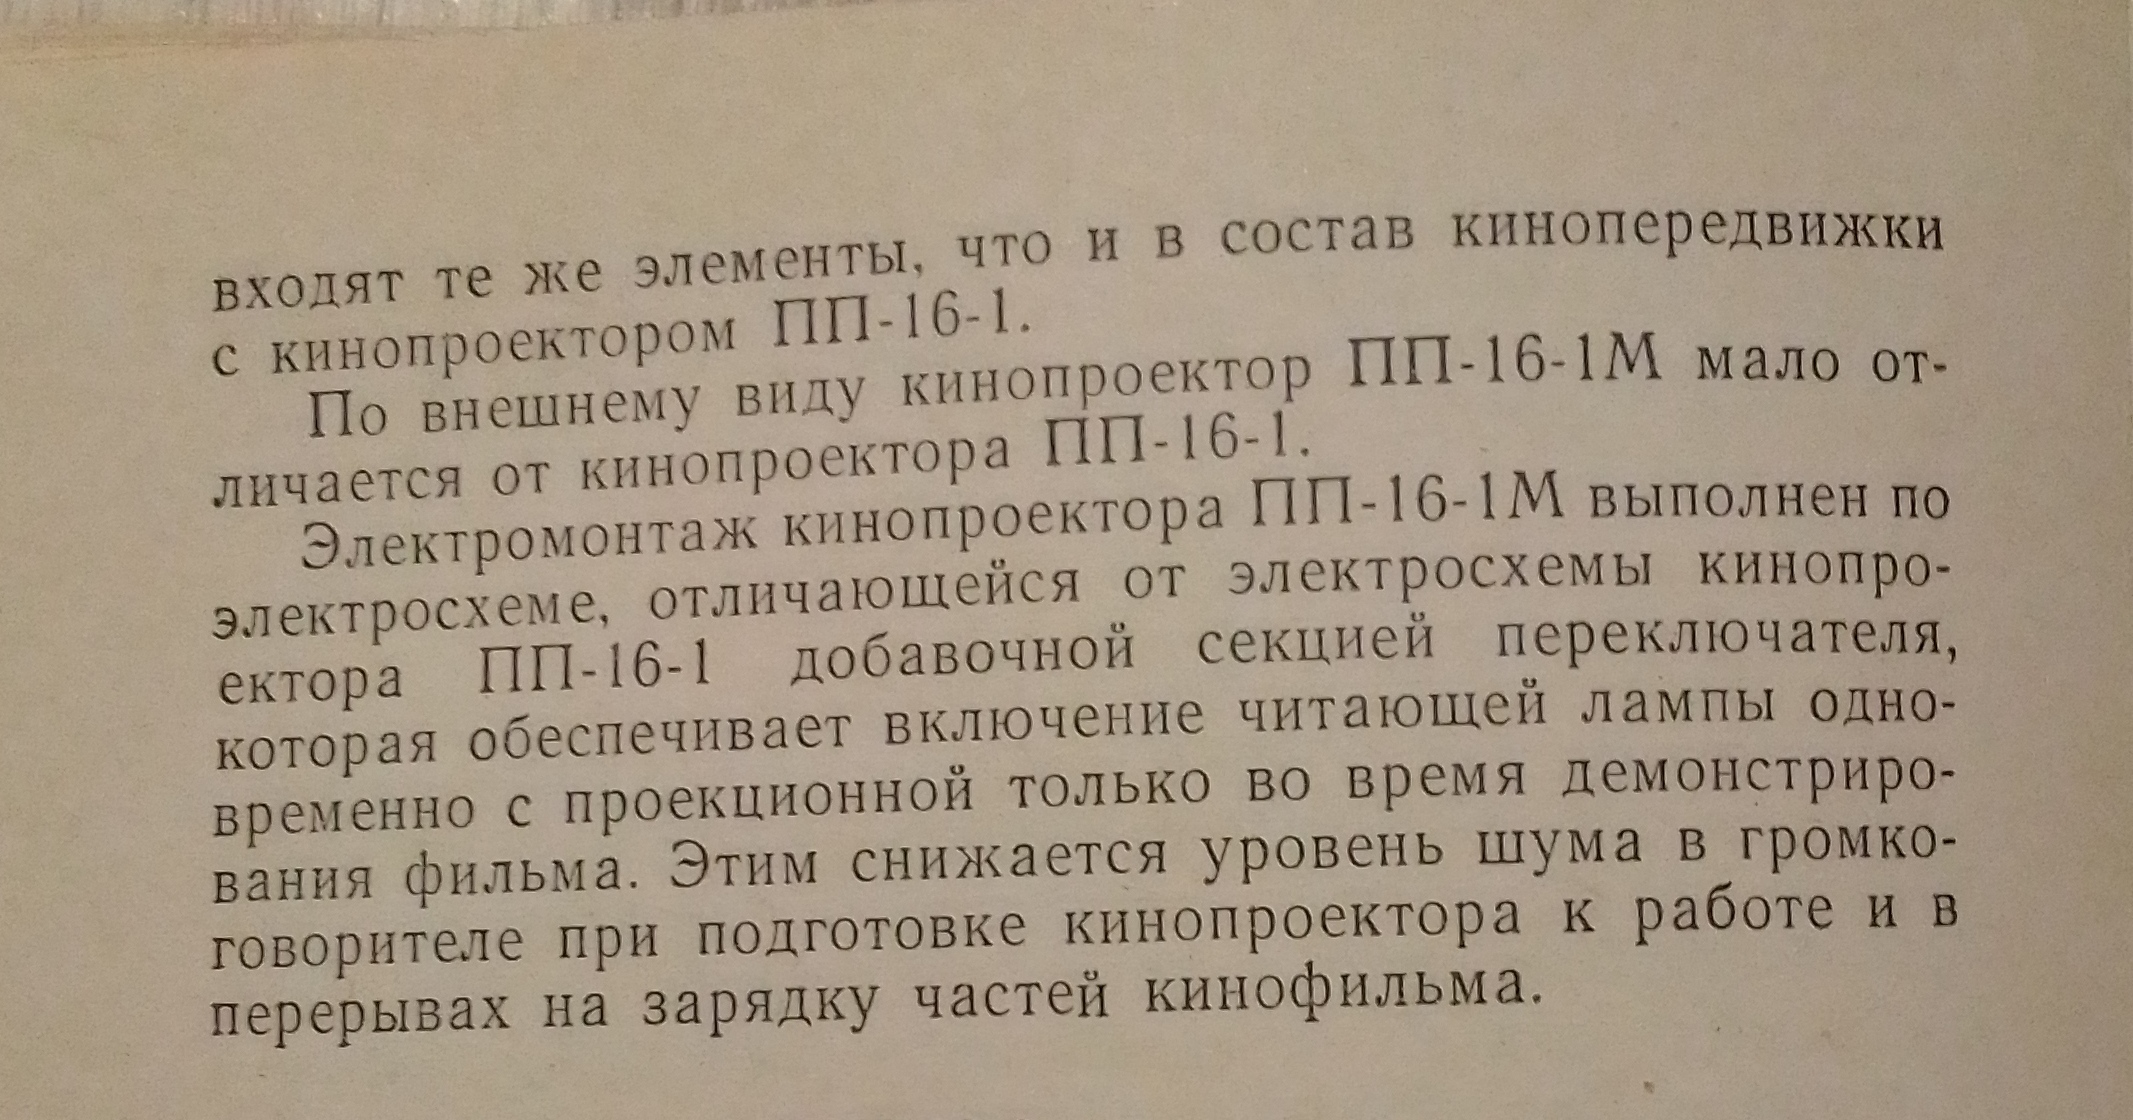 входят те же элементы, что и в состав кинопередвижки
с кинопроектором ПП-16-1.
По внешнему виду кинопроектор ПП-16-1М мало от-
личается от кинопроектора ПП-16-1.
Электромонтаж кинопроектора ПП-16-1М выполнен по
электросхеме, отличающейся от электросхемы кинопро-
ектора ПП-16-1 добавочной секцией переключателя,
которая обеспечивает включение читающей лампы одно-
временно с проекционной только во время демонстриро-
вания фильма. Этим снижается уровень шума в громко-
говорителе при подготовке кинопроектора к работе и в
перерывах на зарядку частей кинофильма.